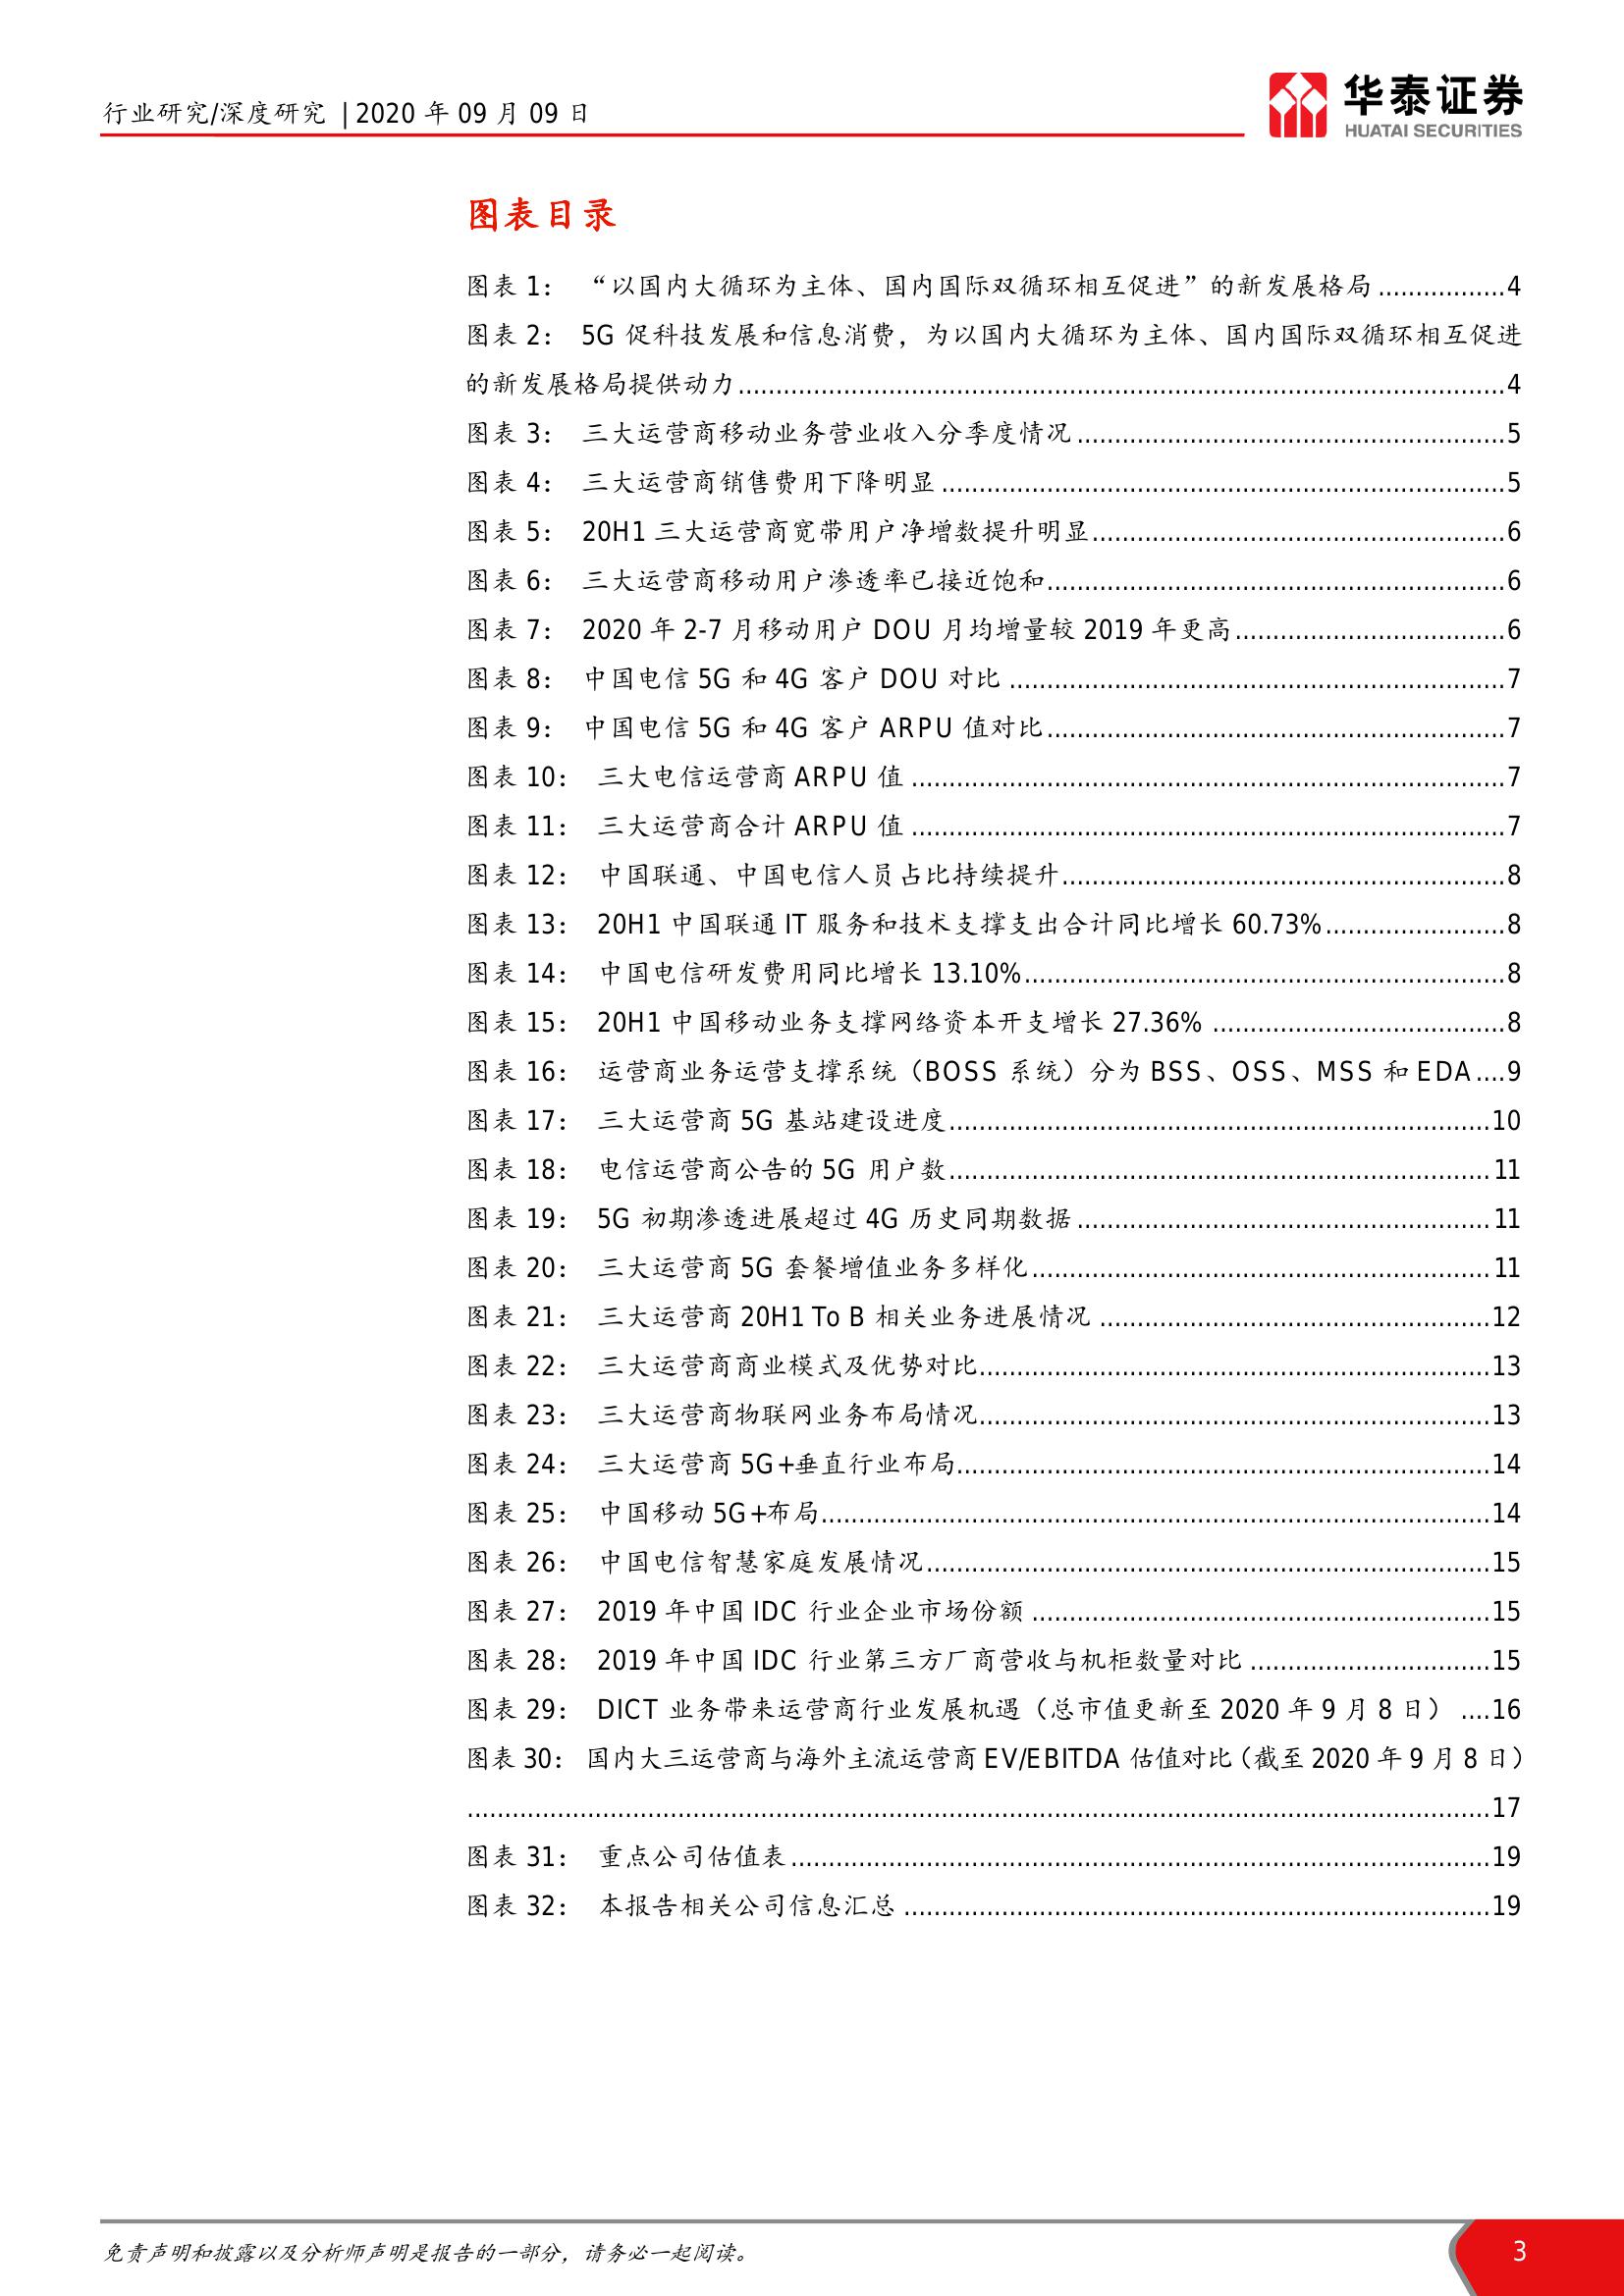 行业研究/深度研究 | 2020 年 09 月 09 日
华泰证券
HUATAI SECURITIES
图表目录
图表 1： “以国内大循环为主体、国内国际双循环相互促进”的新发展格局.................4
图表 2： 5G 促科技发展和信息消费，为以国内大循环为主体、国内国际双循环相互促进
的新发展格局提供动力.................4
图表 3： 三大运营商移动业务营业收入分季度情况.................5
图表 4： 三大运营商销售费用下降明显.................5
图表 5： 20H1 三大运营商宽带用户净增数提升明显.................6
图表 6： 三大运营商移动用户渗透率已接近饱和.................6
图表 7： 2020 年 2-7 月移动用户 DOU 月均增量较 2019 年更高.................6
图表 8： 中国电信 5G 和 4G 客户 DOU 对比.................7
图表 9： 中国电信 5G 和 4G 客户 ARPU 值对比.................7
图表 10： 三大电信运营商 ARPU 值.................7
图表 11： 三大运营商合计 ARPU 值.................7
图表 12： 中国联通、中国电信人员占比持续提升.................8
图表 13： 20H1 中国联通 IT 服务和技术支撑支出合计同比增长 60.73%.................8
图表 14： 中国电信研发费用同比增长 13.10%.................8
图表 15： 20H1 中国移动业务支撑网络资本开支增长 27.36%.................8
图表 16： 运营商业务运营支撑系统（BOSS 系统）分为 BSS、OSS、MSS 和 EDA....9
图表 17： 三大运营商 5G 基站建设进度.................10
图表 18： 电信运营商公告的 5G 用户数.................11
图表 19： 5G 初期渗透进展超过 4G 历史同期数据.................11
图表 20： 三大运营商 5G 套餐增值业务多样化.................11
图表 21： 三大运营商 20H1 To B 相关业务进展情况.................12
图表 22： 三大运营商商业模式及优势对比.................13
图表 23： 三大运营商物联网业务布局情况.................13
图表 24： 三大运营商 5G+垂直行业布局.................14
图表 25： 中国移动 5G+布局.................14
图表 26： 中国电信智慧家庭发展情况.................15
图表 27： 2019 年中国 IDC 行业企业市场份额.................15
图表 28： 2019 年中国 IDC 行业第三方厂商营收与机柜数量对比.................15
图表 29： DICT 业务带来运营商行业发展机遇（总市值更新至 2020 年 9 月 8 日）....16
图表 30： 国内大三运营商与海外主流运营商 EV/EBITDA 估值对比（截至 2020 年 9 月 8 日）
.................17
图表 31： 重点公司估值表.................19
图表 32： 本报告相关公司信息汇总.................19
免责声明和披露以及分析师声明是报告的一部分，请务必一起阅读。
3